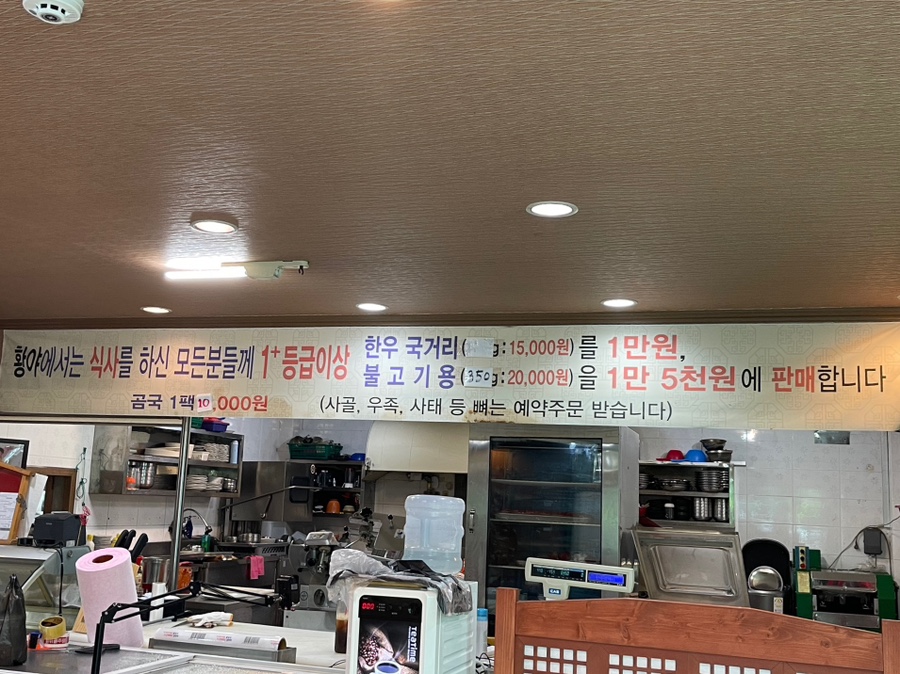 황야에서는 식사를 하신 모든분들께 1+등급이상
한우 국거리( g:15,000원)를 1만원,
불고기용(350g:20,000원)을 1만 5천원에 판매합니다
곰국 1팩10,000원
(사골, 우족, 사태 등 뼈는 예약주문 받습니다)
Teatime
CAS